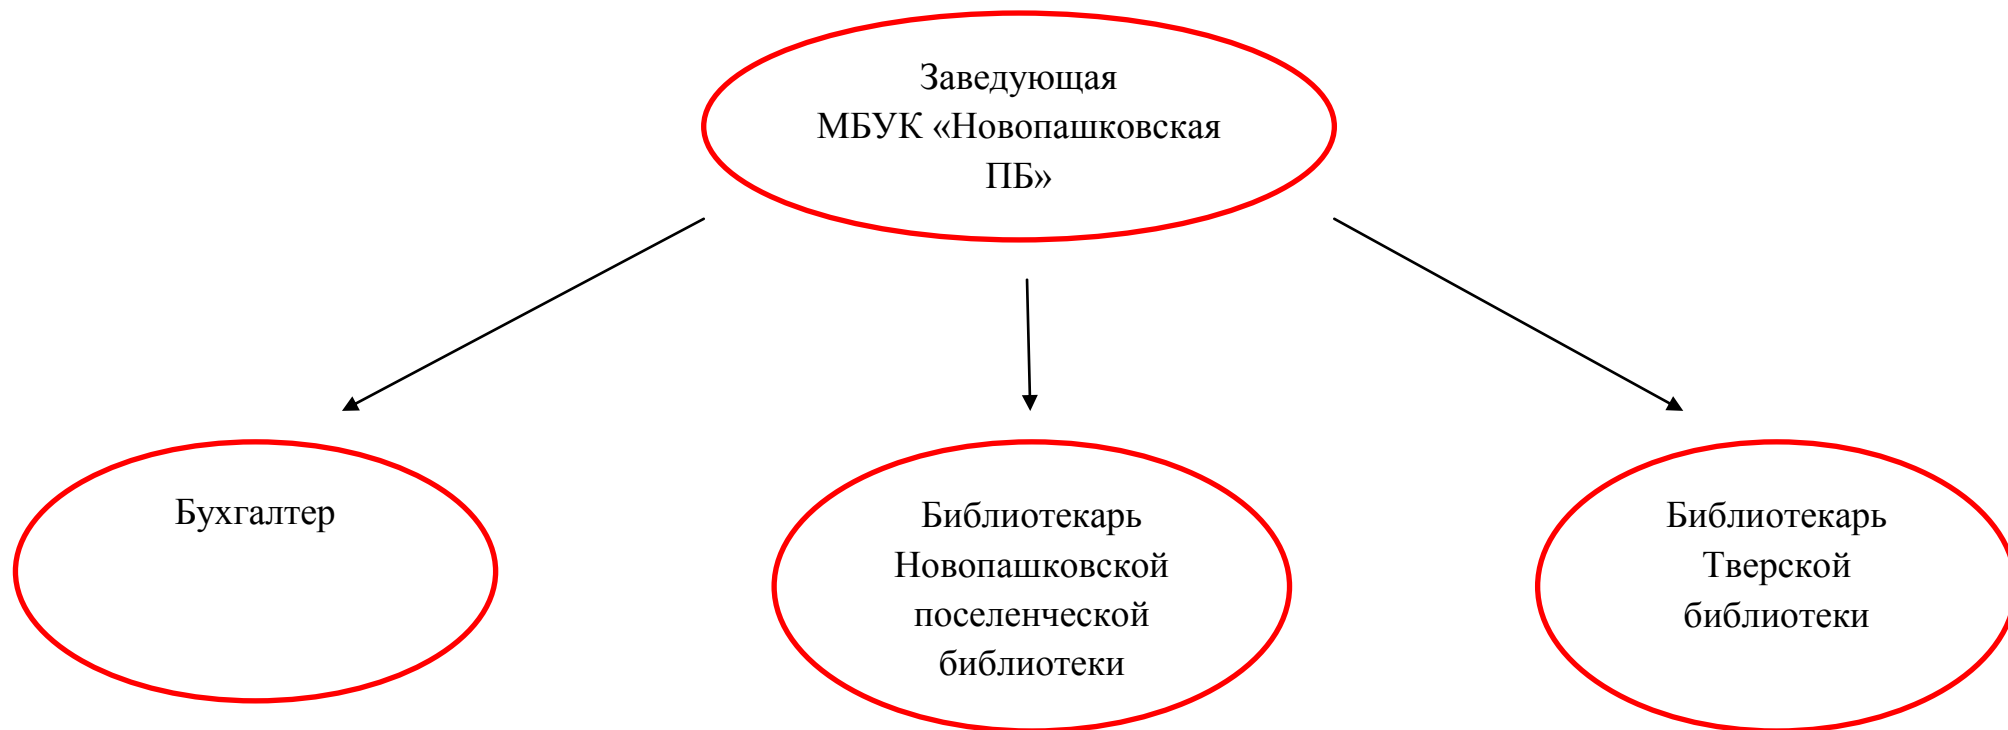 Заведующая
МБУК «Новопашковская
ПБ»
Бухгалтер
Библиотекарь
Новопашковской
поселенческой
библиотеки
Библиотекарь
Тверской
библиотеки